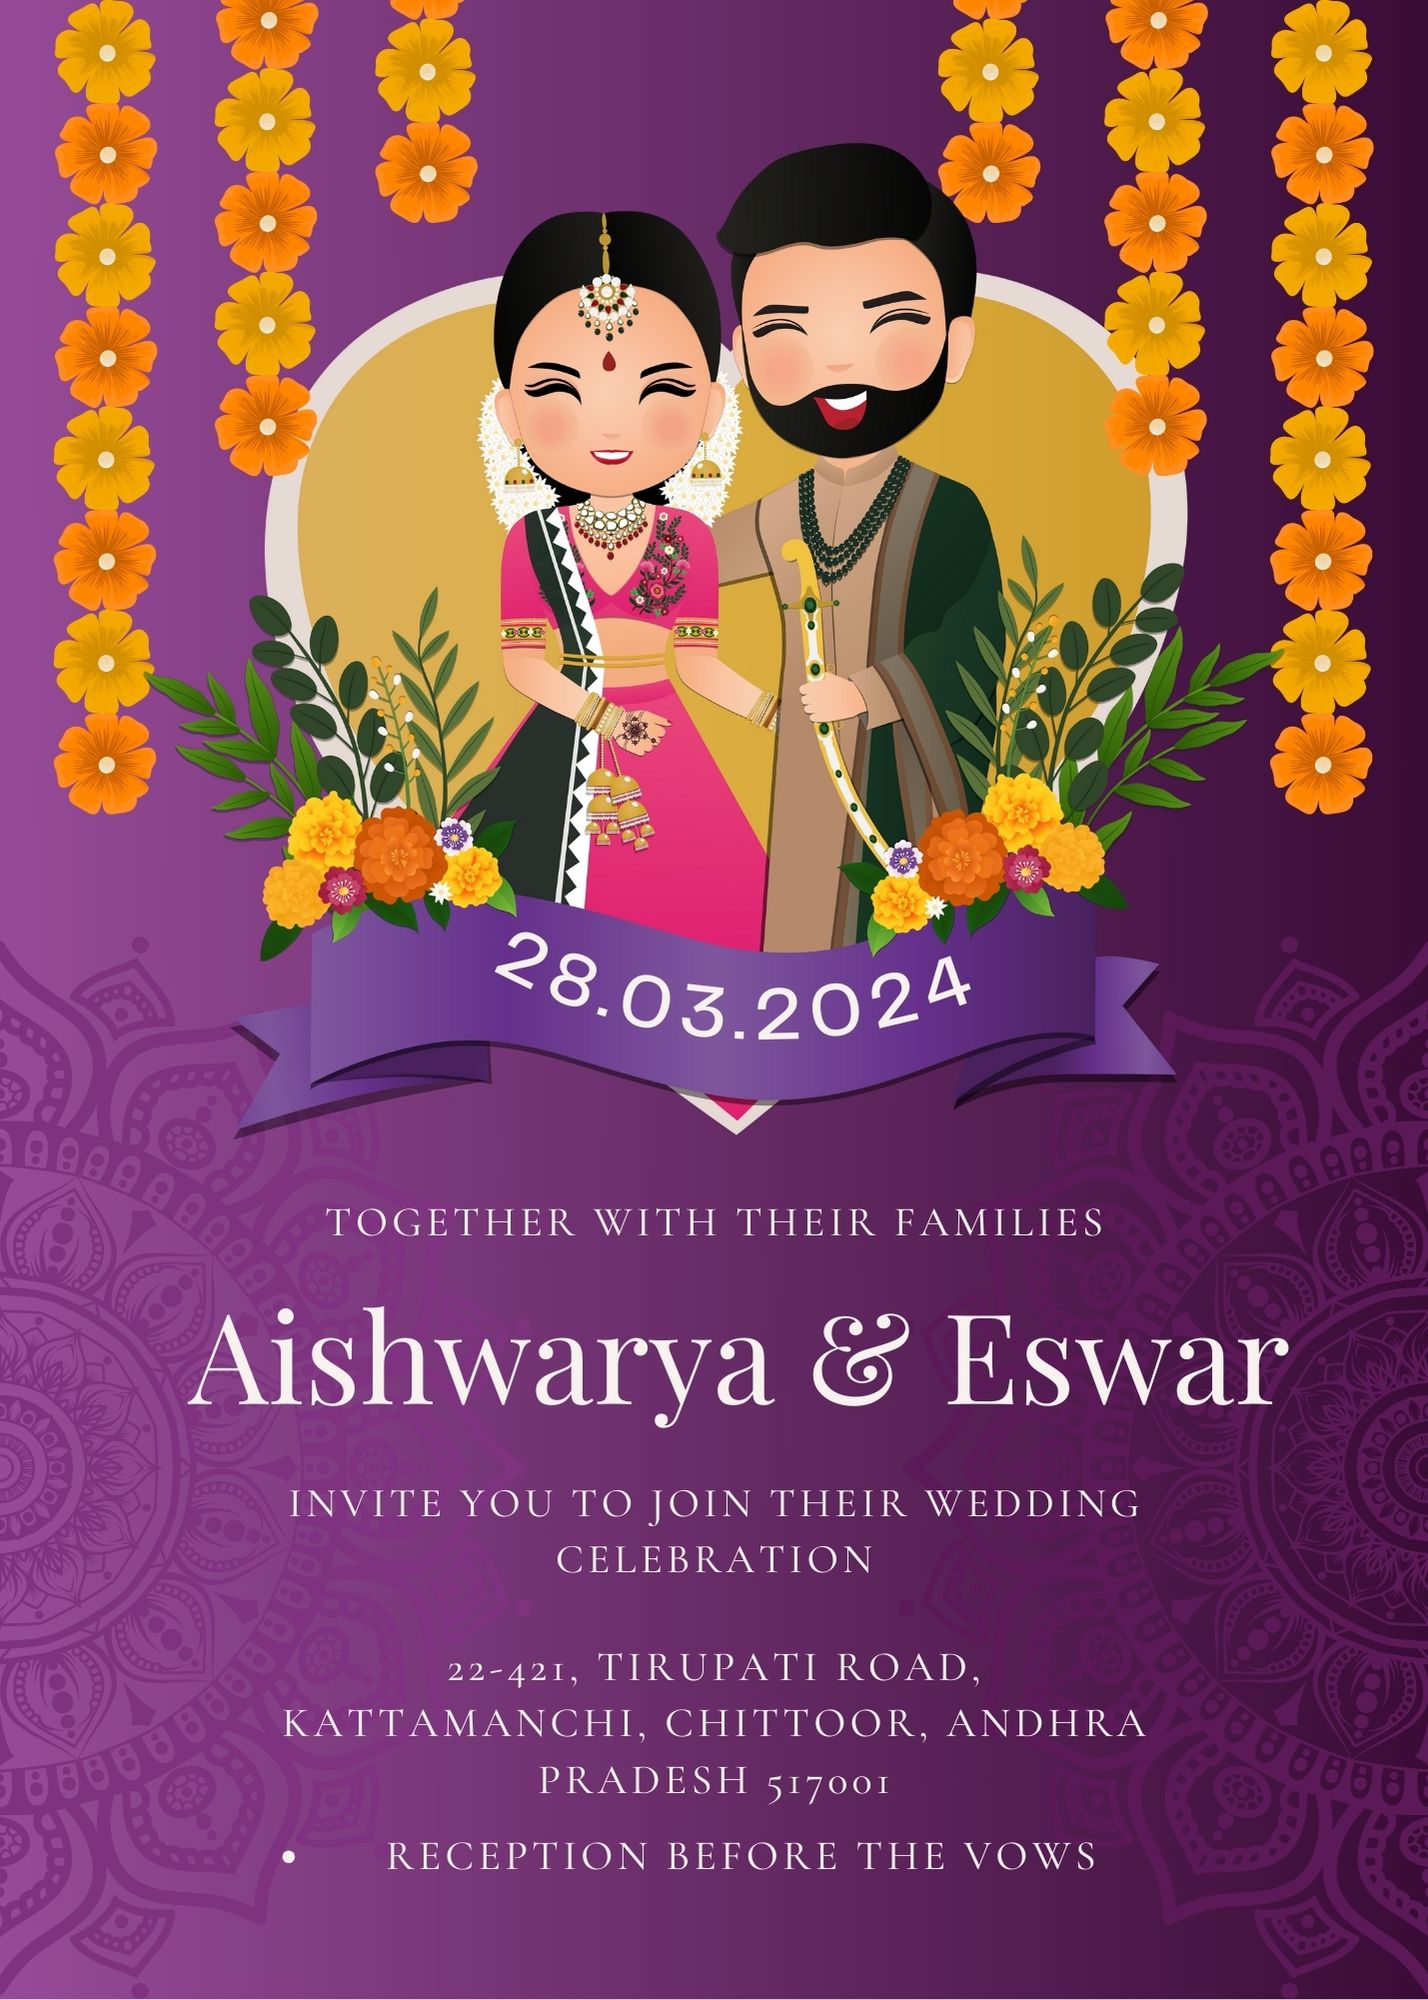 28.03.2024
TOGETHER WITH THEIR FAMILIES
Aishwarya & Eswar
INVITE YOU TO JOIN THEIR WEDDING
CELEBRATION
22-421, TIRUPATI ROAD,
KATTAMANCHI, CHITTOOR, ANDHRA
PRADESH 517001
• RECEPTION BEFORE THE VOWS